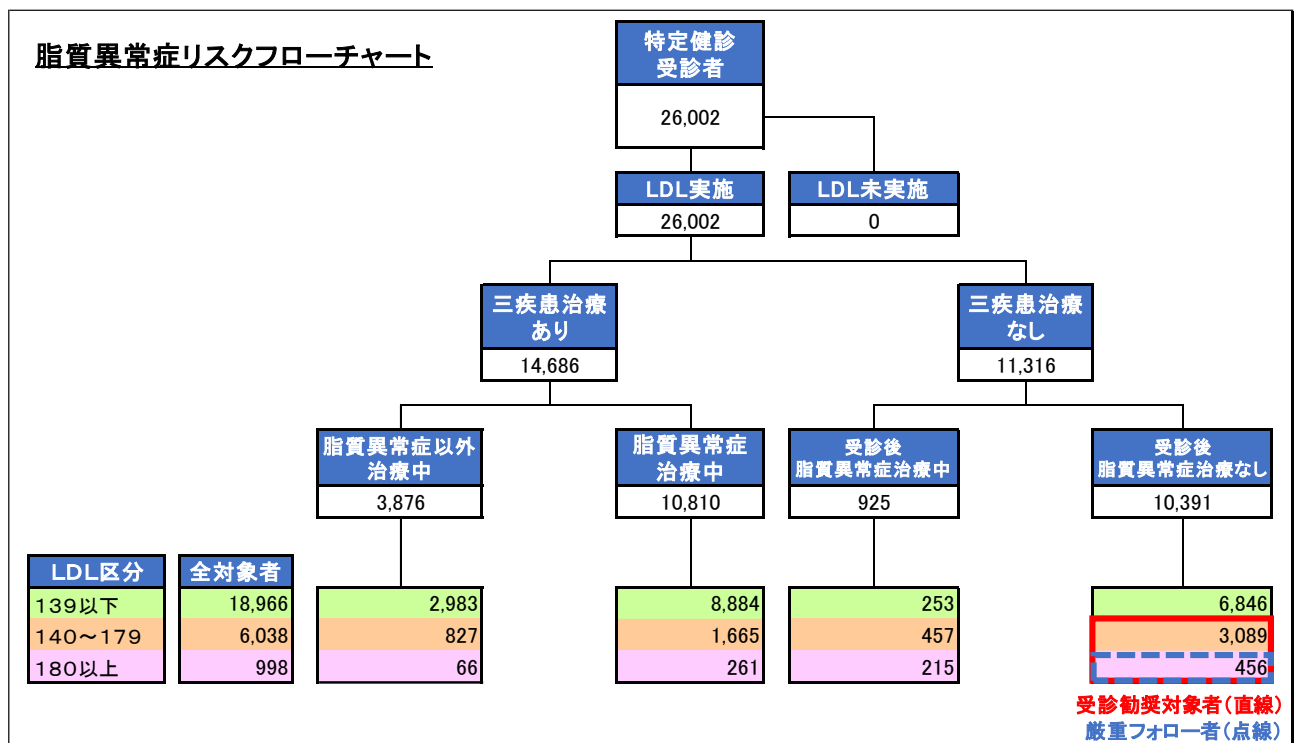 脂質異常症リスクフローチャート
特定健診
受診者
26,002
LDL実施
LDL未実施
26,002
0
三疾患治療
あり
三疾患治療
なし
14,686
11,316
脂質異常症以外
治療中
脂質異常症
治療中
受診後
脂質異常症治療中
受診後
脂質異常症治療なし
3,876
10,810
925
10,391
LDL区分 全対象者
139以下 18,966 2,983 8,884 253 6,846
140～179 6,038 827 1,665 457 3,089
180以上 998 66 261 215 456
受診勧奨対象者(直線)
厳重フォロー者(点線)